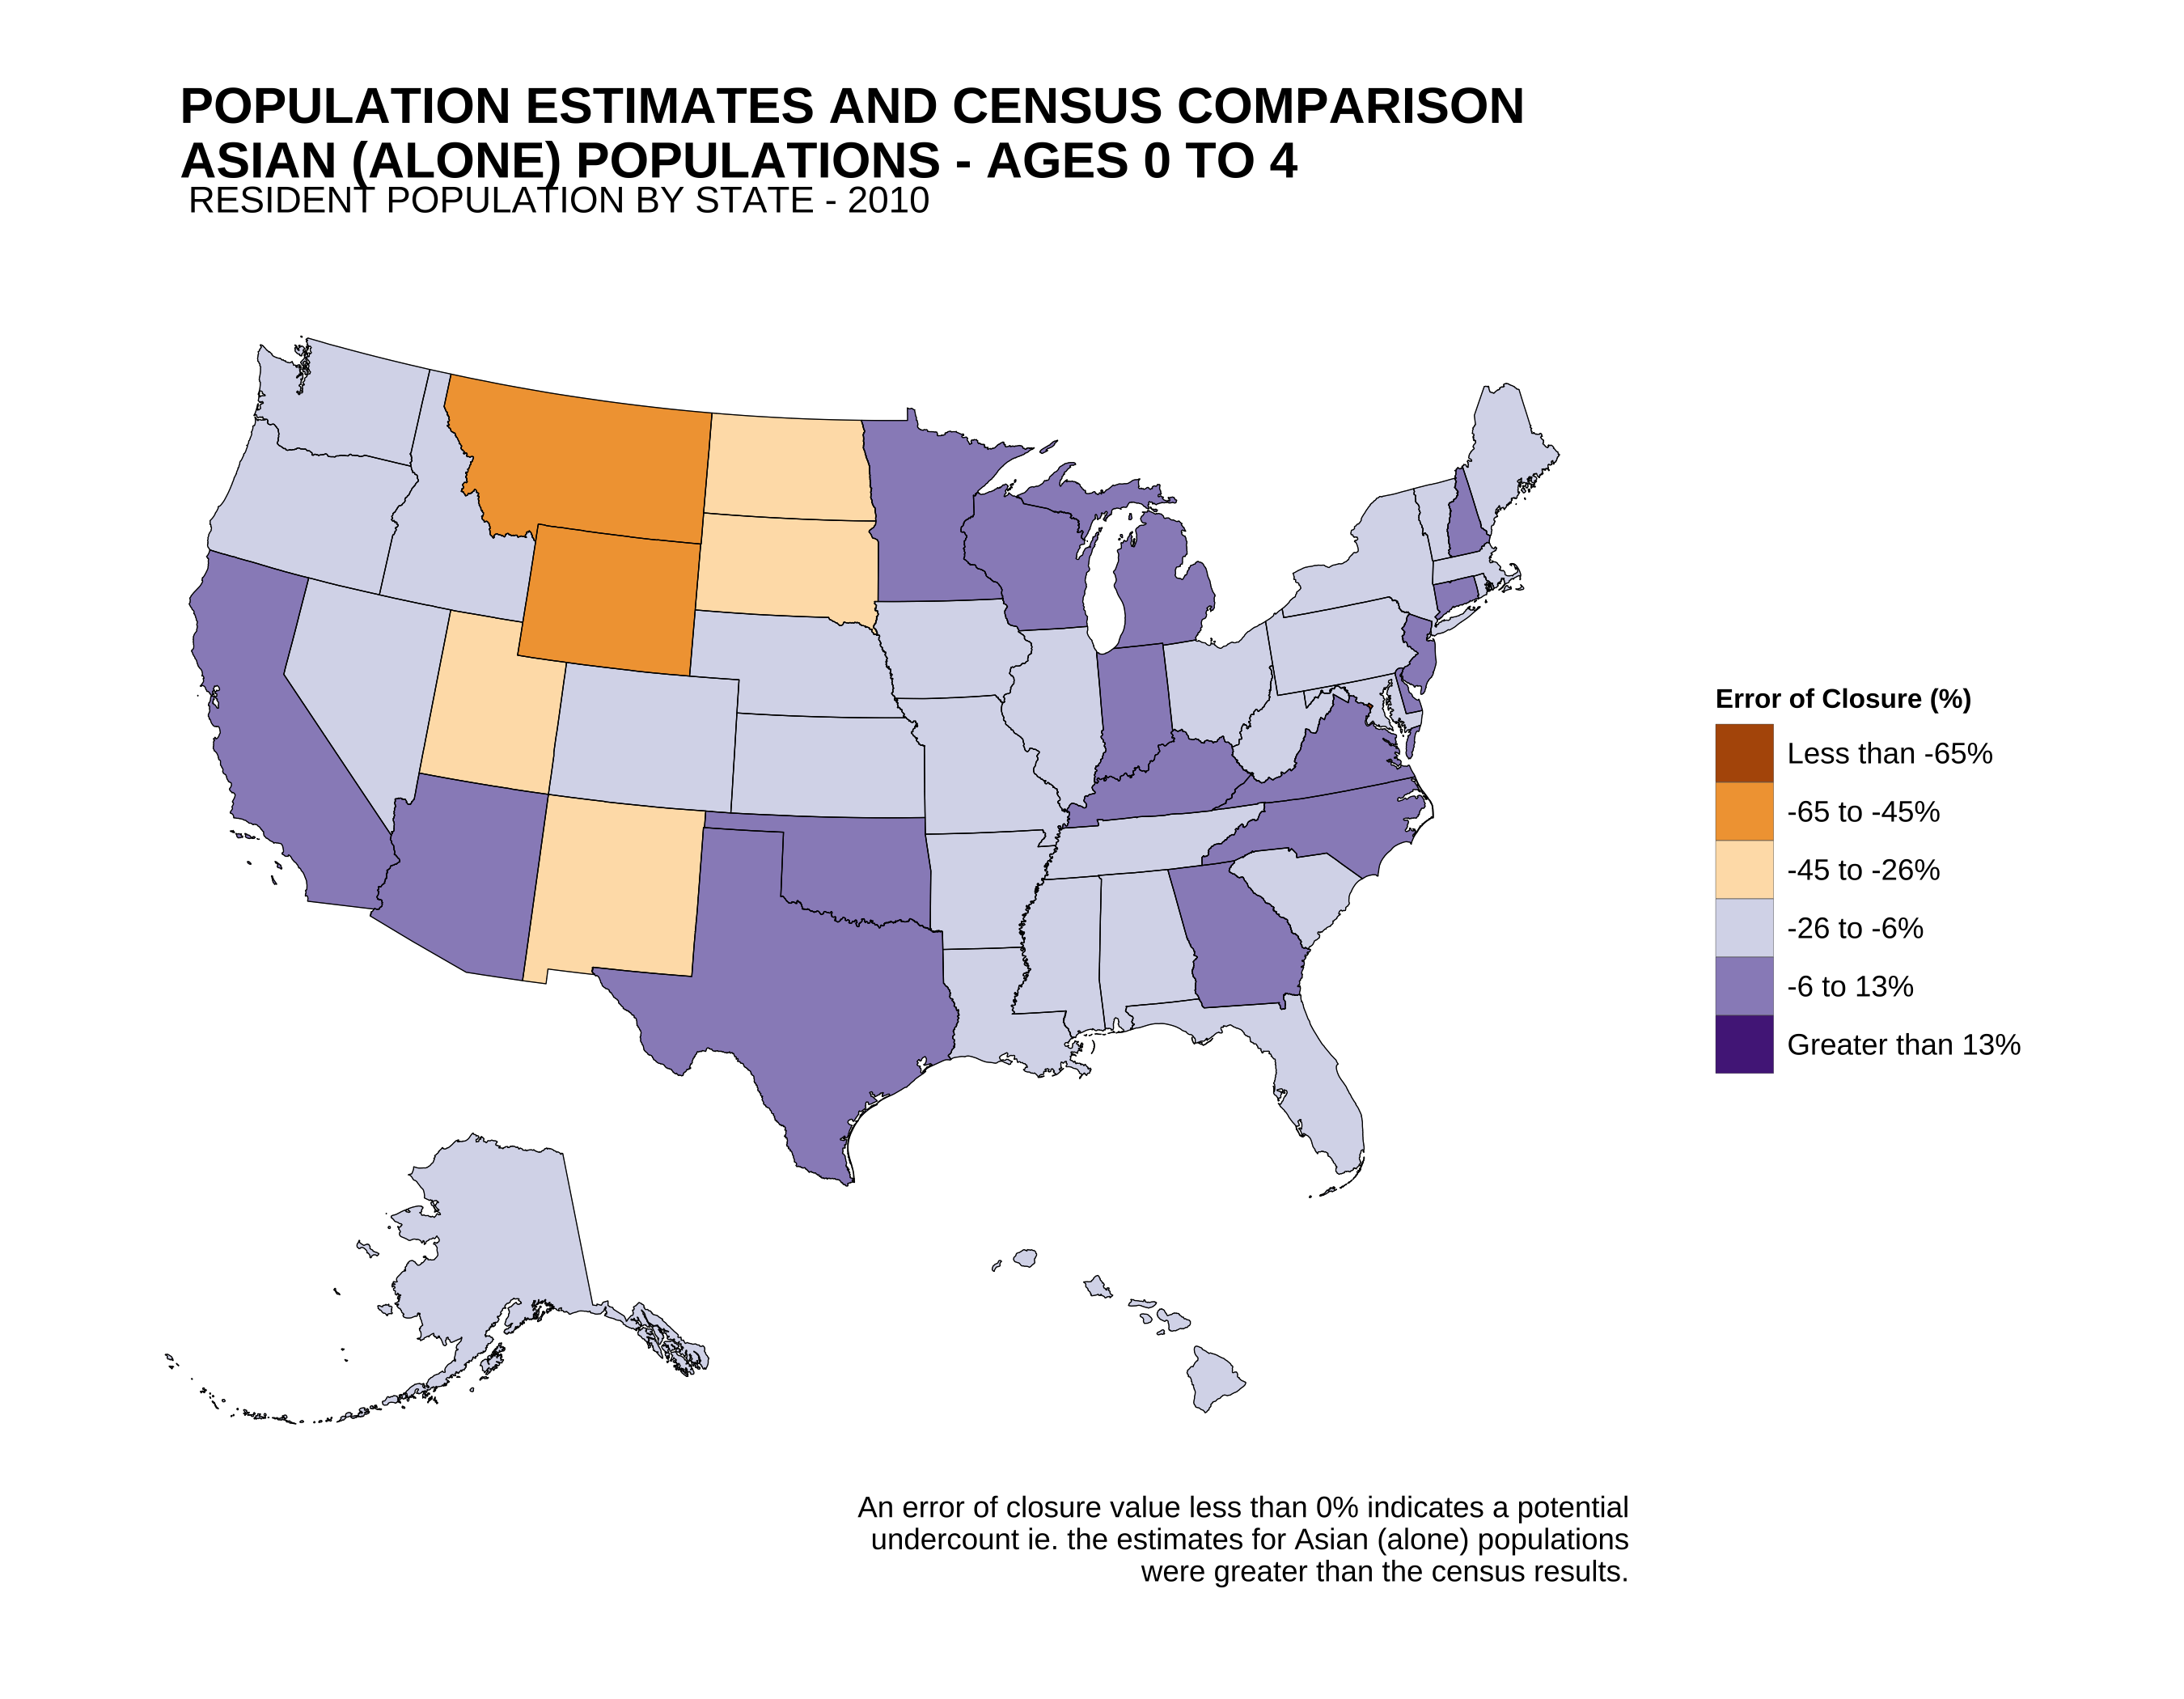 POPULATION ESTIMATES AND CENSUS COMPARISON
ASIAN (ALONE) POPULATIONS - AGES 0 TO 4
RESIDENT POPULATION BY STATE - 2010
Error of Closure (%)
Less than -65%
-65 to -45%
-45 to -26%
-26 to -6%
-6 to 13%
Greater than 13%
An error of closure value less than 0% indicates a potential
undercount ie. the estimates for Asian (alone) populations
were greater than the census results.